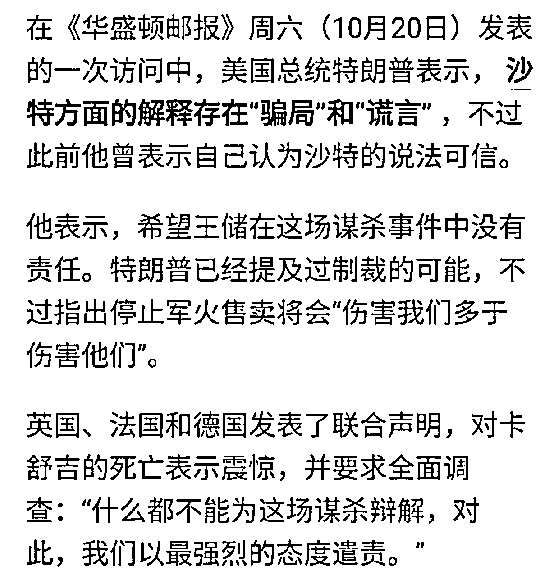 在《华盛顿邮报》周六（10月20日）发表
的一次访问中，美国总统特朗普表示，沙
特方面的解释存在“骗局”和“谎言”，不过
此前他曾表示自己认为沙特的说法可信。
他表示，希望王储在这场谋杀事件中没有
责任。特朗普已经提及过制裁的可能，不
过指出停止军火售卖将会“伤害我们多于
伤害他们”。
英国、法国和德国发表了联合声明，对卡
舒吉的死亡表示震惊，并要求全面调
查：“什么都不能为这场谋杀辩解，对
此，我们以最强烈的态度谴责。”